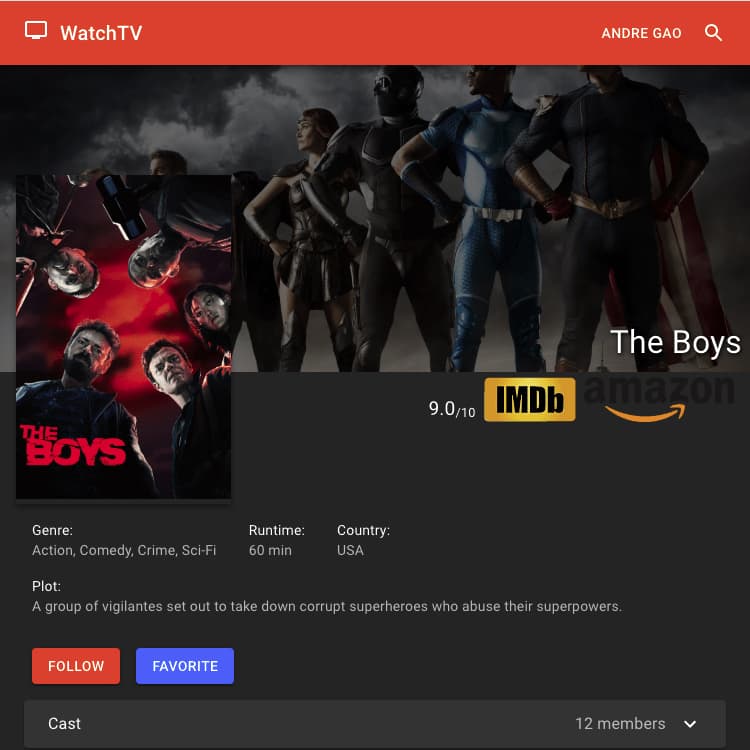 WatchTV
ANDRE GAO
The Boys
THE
BOYS
9.0/10
IMDb
amazon
Genre:
Action, Comedy, Crime, Sci-Fi
Runtime:
60 min
Country:
USA
Plot:
A group of vigilantes set out to take down corrupt superheroes who abuse their superpowers.
FOLLOW
FAVORITE
Cast
12 members